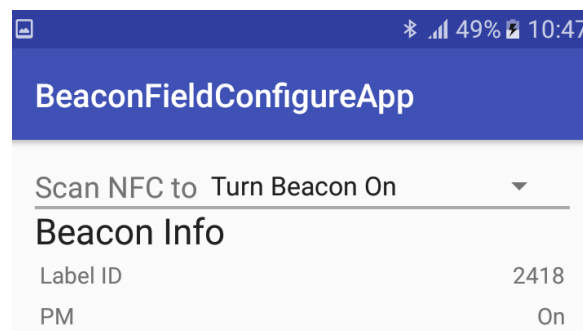 49% 10:47
BeaconFieldConfigureApp
Scan NFC to Turn Beacon On
Beacon Info
Label ID 2418
PM On